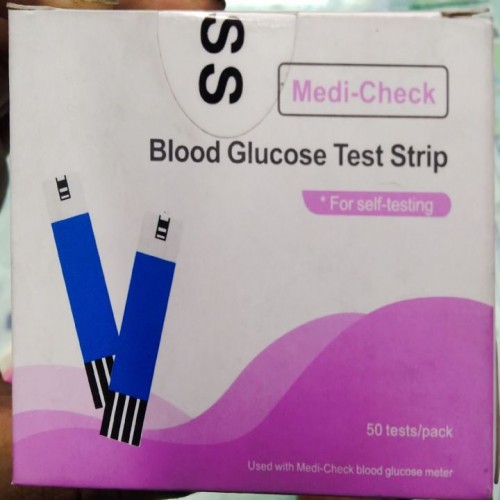 SS
Medi-Check
Blood Glucose Test Strip
* For self-testing
50 tests/pack
Used with Medi-Check blood glucose meter